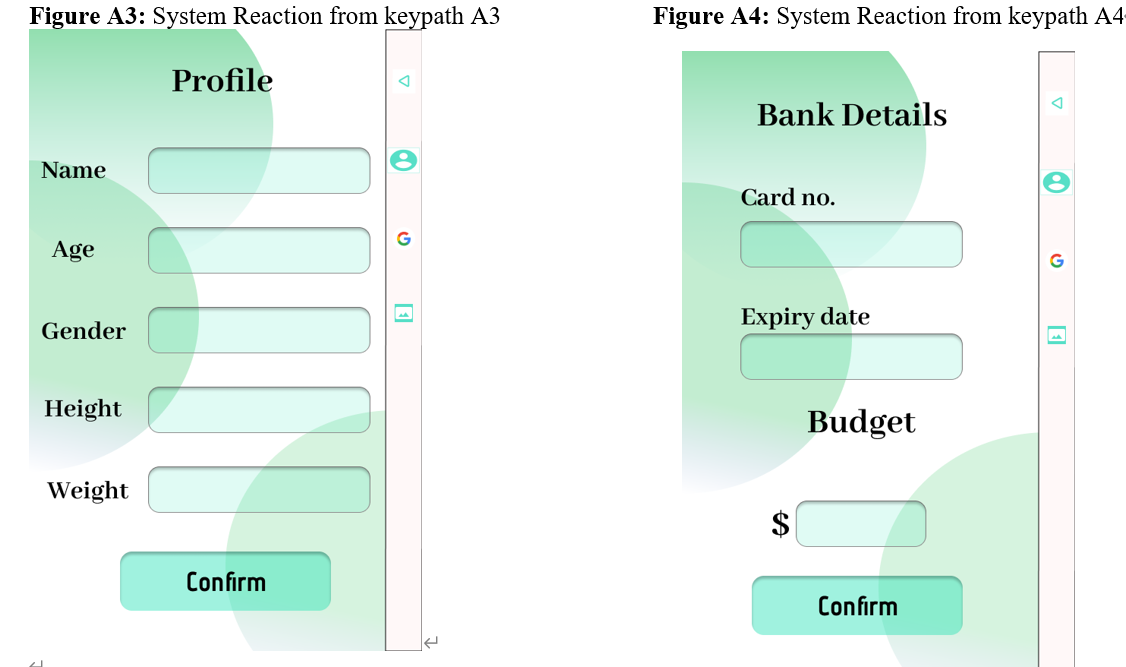 Figure A3: System Reaction from keypath A3
Profile
Name
Age
Gender
Height
Weight
Confirm
Figure A4: System Reaction from keypath A4
Bank Details
Card no.
Expiry date
Budget
$
Confirm